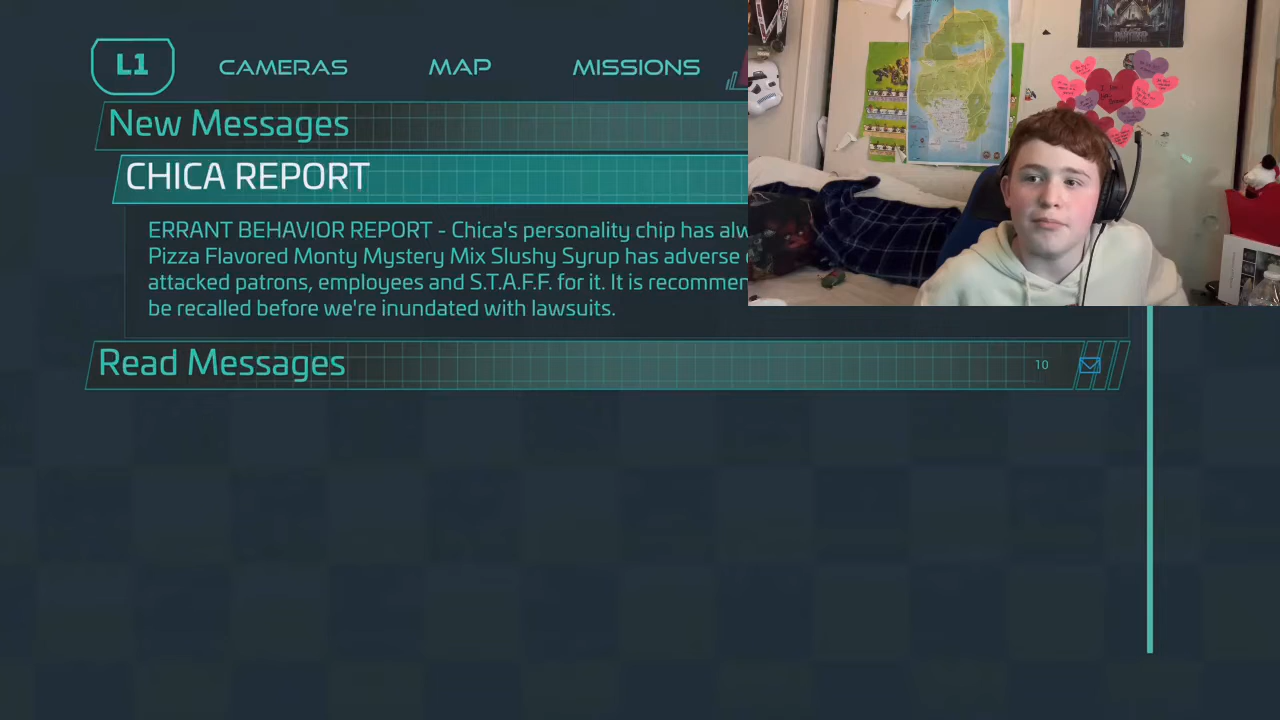 L1 CAMERAS MAP MISSIONS
New Messages
CHICA REPORT
ERRANT BEHAVIOR REPORT - Chica's personality chip has
Pizza Flavored Monty Mystery Mix Slushy Syrup has adverse
attacked patrons, employees and S.T.A.F.F. for it. It is
be recalled before we're inundated with lawsuits.
Read Messages 10